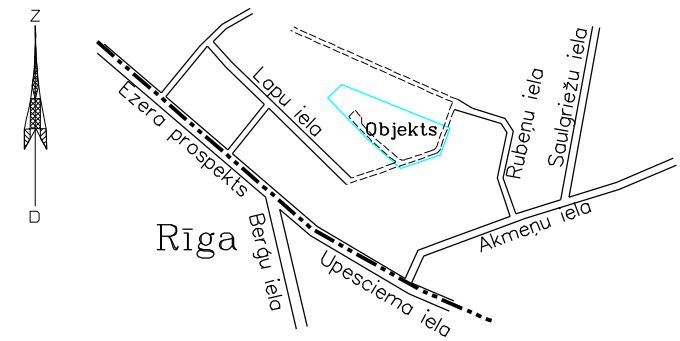 Z
Lapu iela
Ezera prospekts
Objekts
Rubeņu iela
Saulgriežu iela
D
Rīga
Berģu iela
Upesciema iela
Akmeņu iela